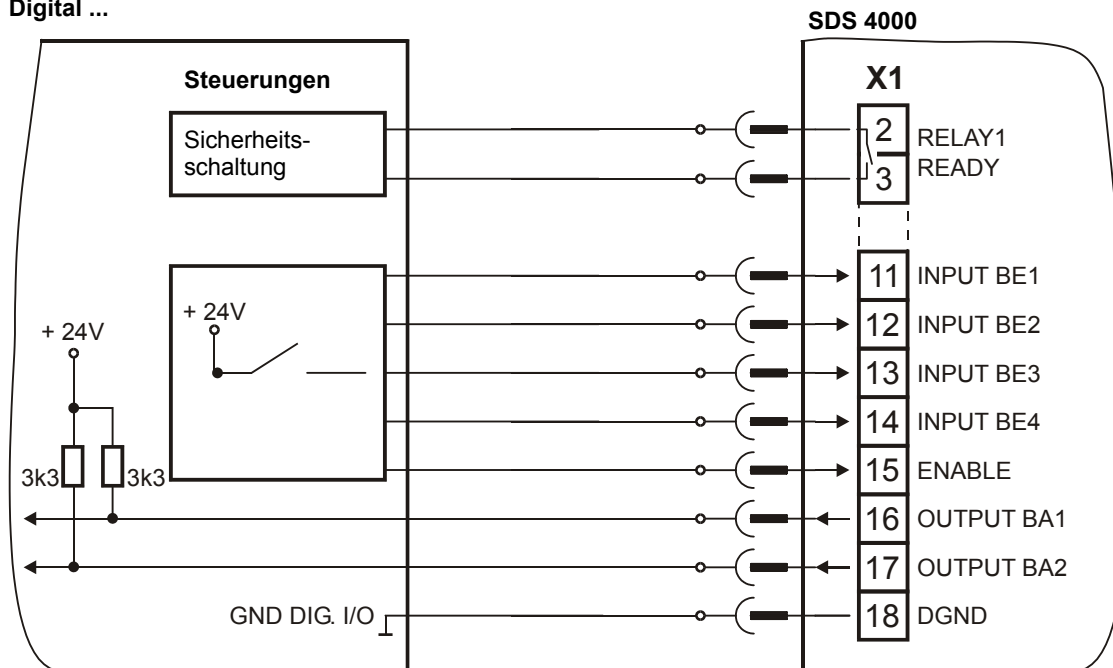 Digital ...
SDS 4000
Steuerungen
X1
Sicherheits-
schaltung
2
RELAY1
READY
3
+ 24V
11 INPUT BE1
+ 24V
12 INPUT BE2
13 INPUT BE3
14 INPUT BE4
3k3
3k3
15 ENABLE
16 OUTPUT BA1
17 OUTPUT BA2
GND DIG. I/O
18 DGND